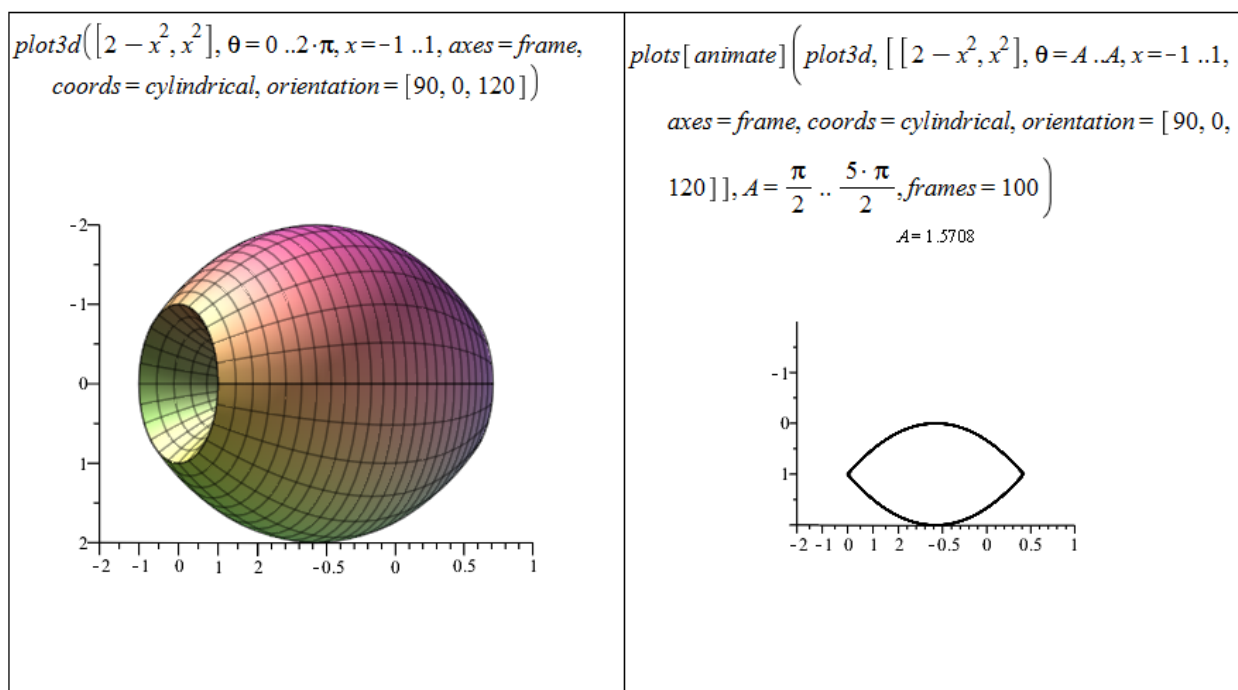 plot3d([2 − x², x²], θ = 0 ..2·π, x = −1 ..1, axes = frame,
coords = cylindrical, orientation = [90, 0, 120])
-2
-1
0
1
2
-2 -1 0 1 2 -0.5 0 0.5 1
plots[animate](plot3d, [[2 − x², x²], θ = A ..A, x = −1 ..1,
axes = frame, coords = cylindrical, orientation = [90, 0,
120]], A = π/2 .. 5·π/2, frames = 100)
A = 1.5708
-1
0
1
-2 -1 0 1 2 -0.5 0 0.5 1